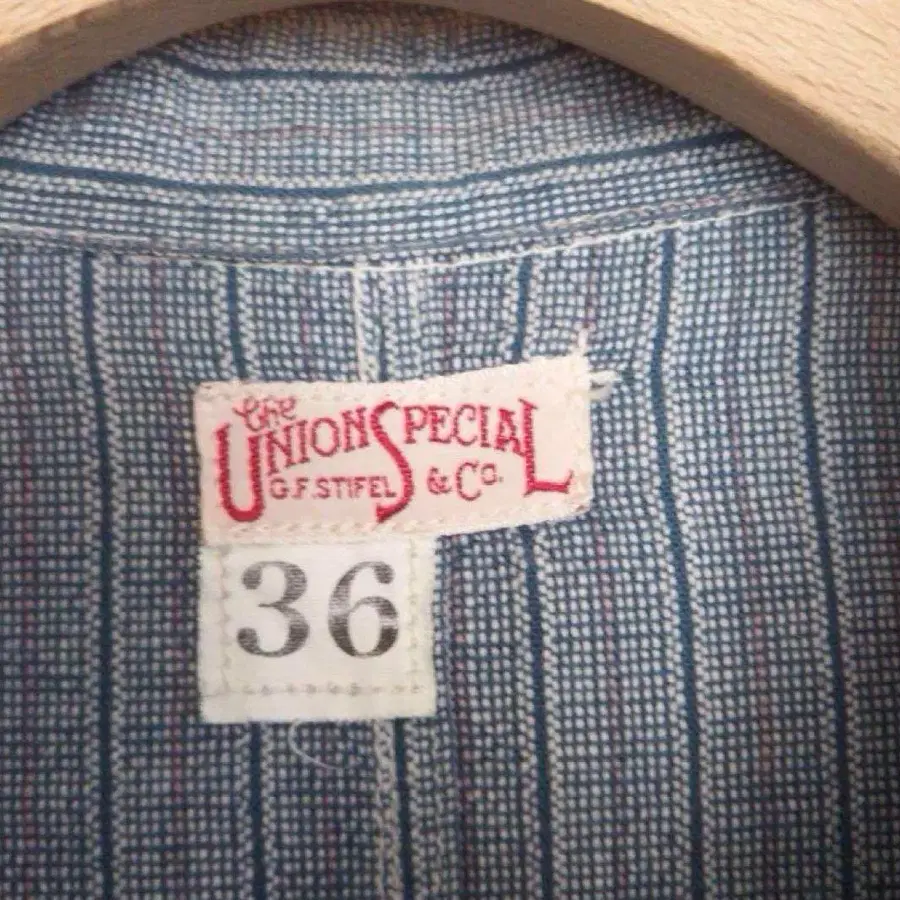 The
UNION SPECIAL
G.F. STIFEL & Co.
36